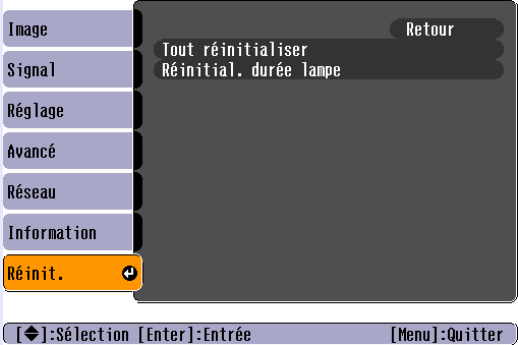 Image
Signal
Réglage
Avancé
Réseau
Information
Réinit.
Retour
Tout réinitialiser
Réinitial. durée lampe
[◆]:Sélection [Enter]:Entrée [Menu]:Quitter